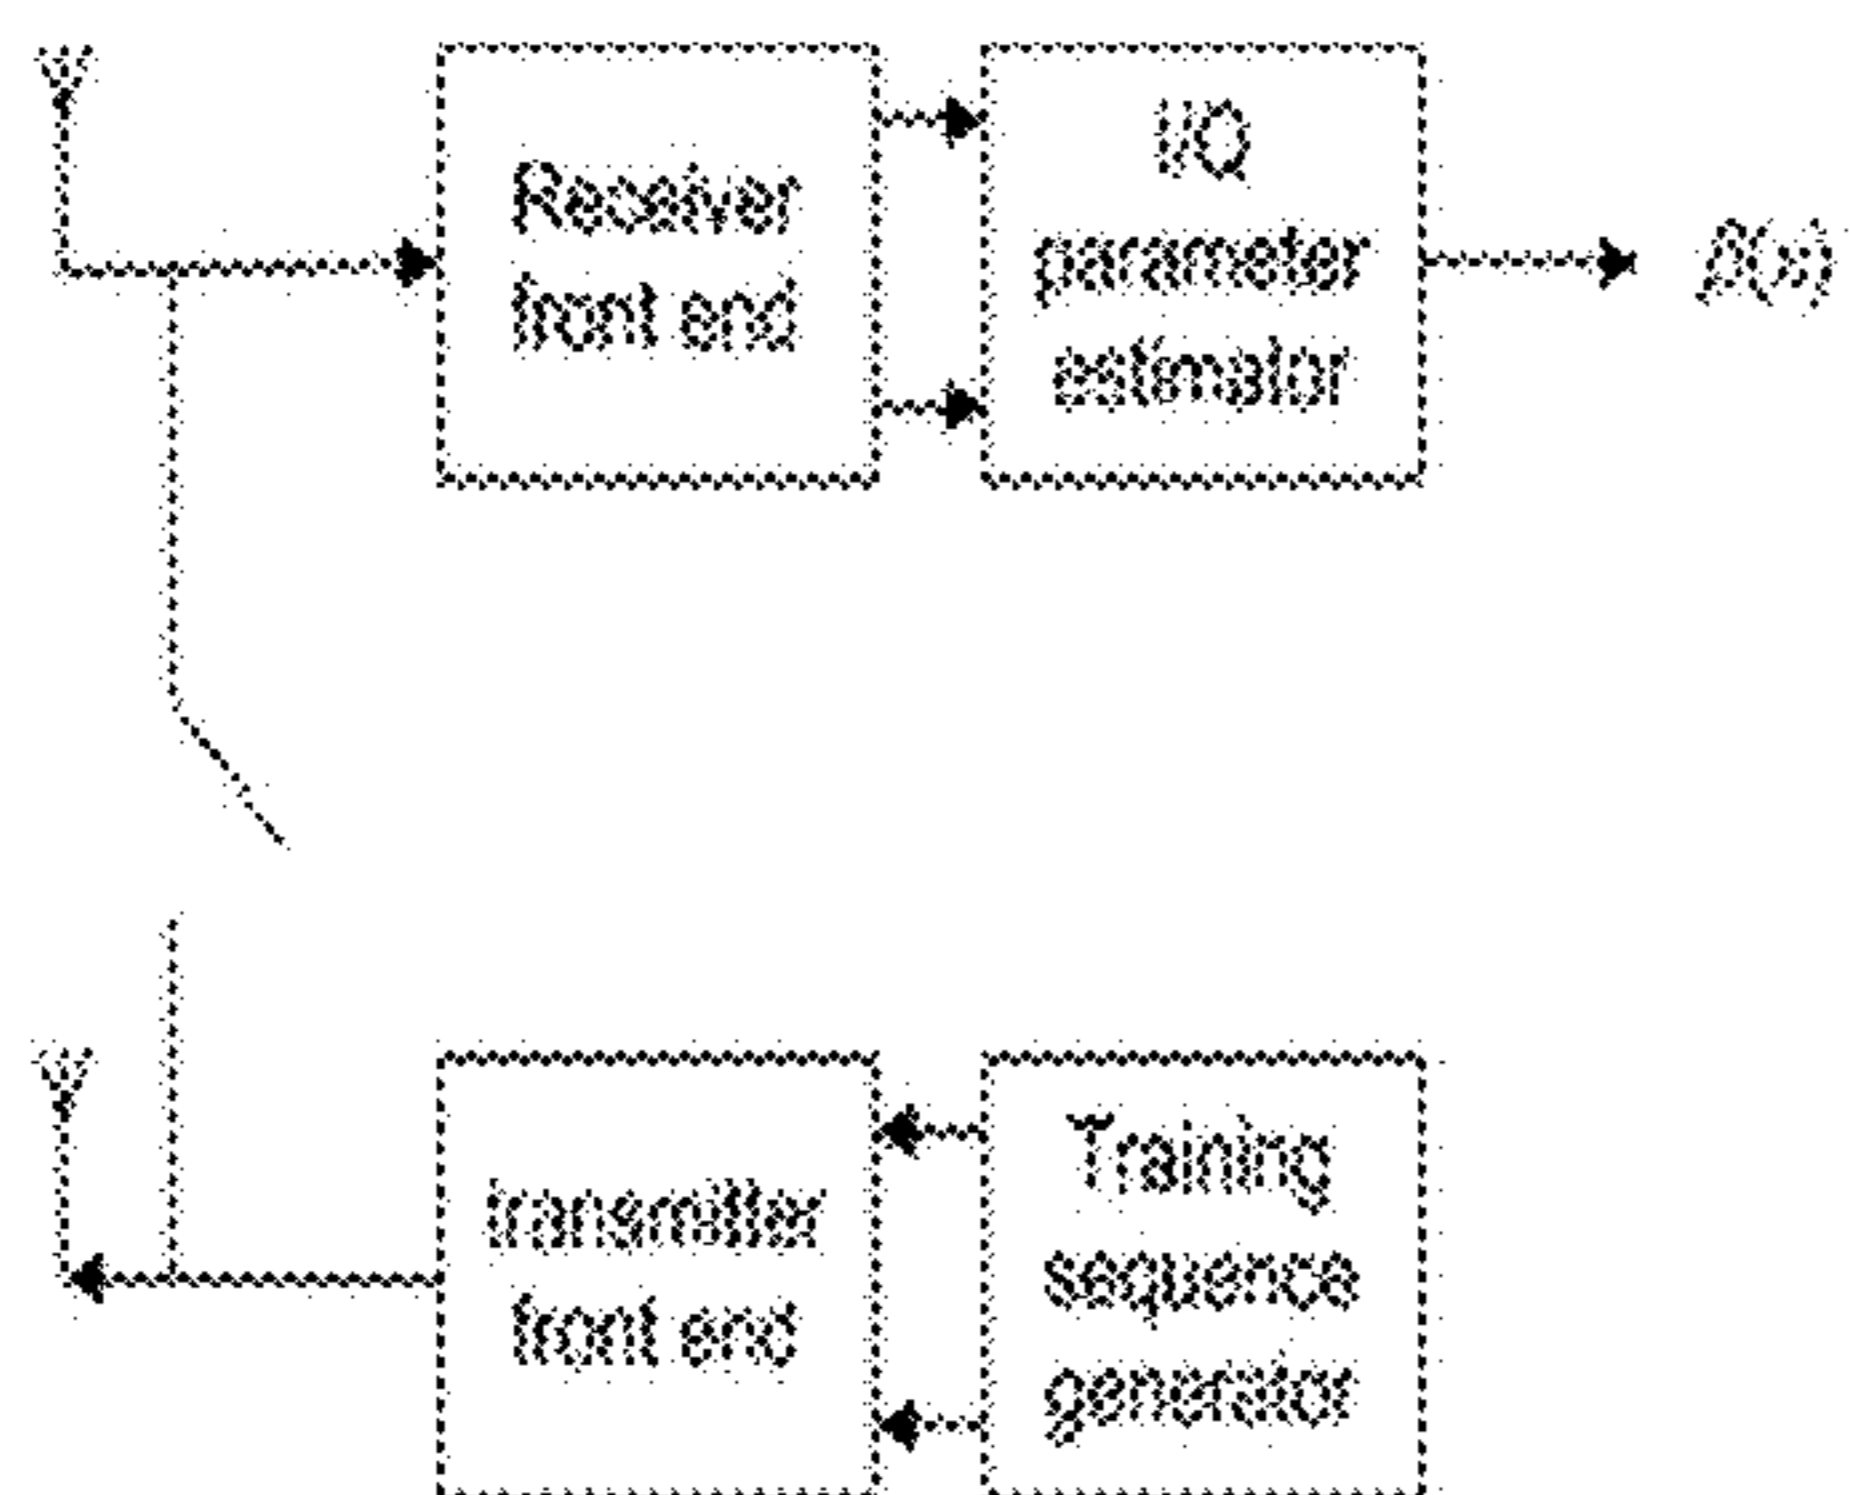 Receiver
front end
I/Q
parameter
estimator
transmitter
front end
Training
sequence
generator